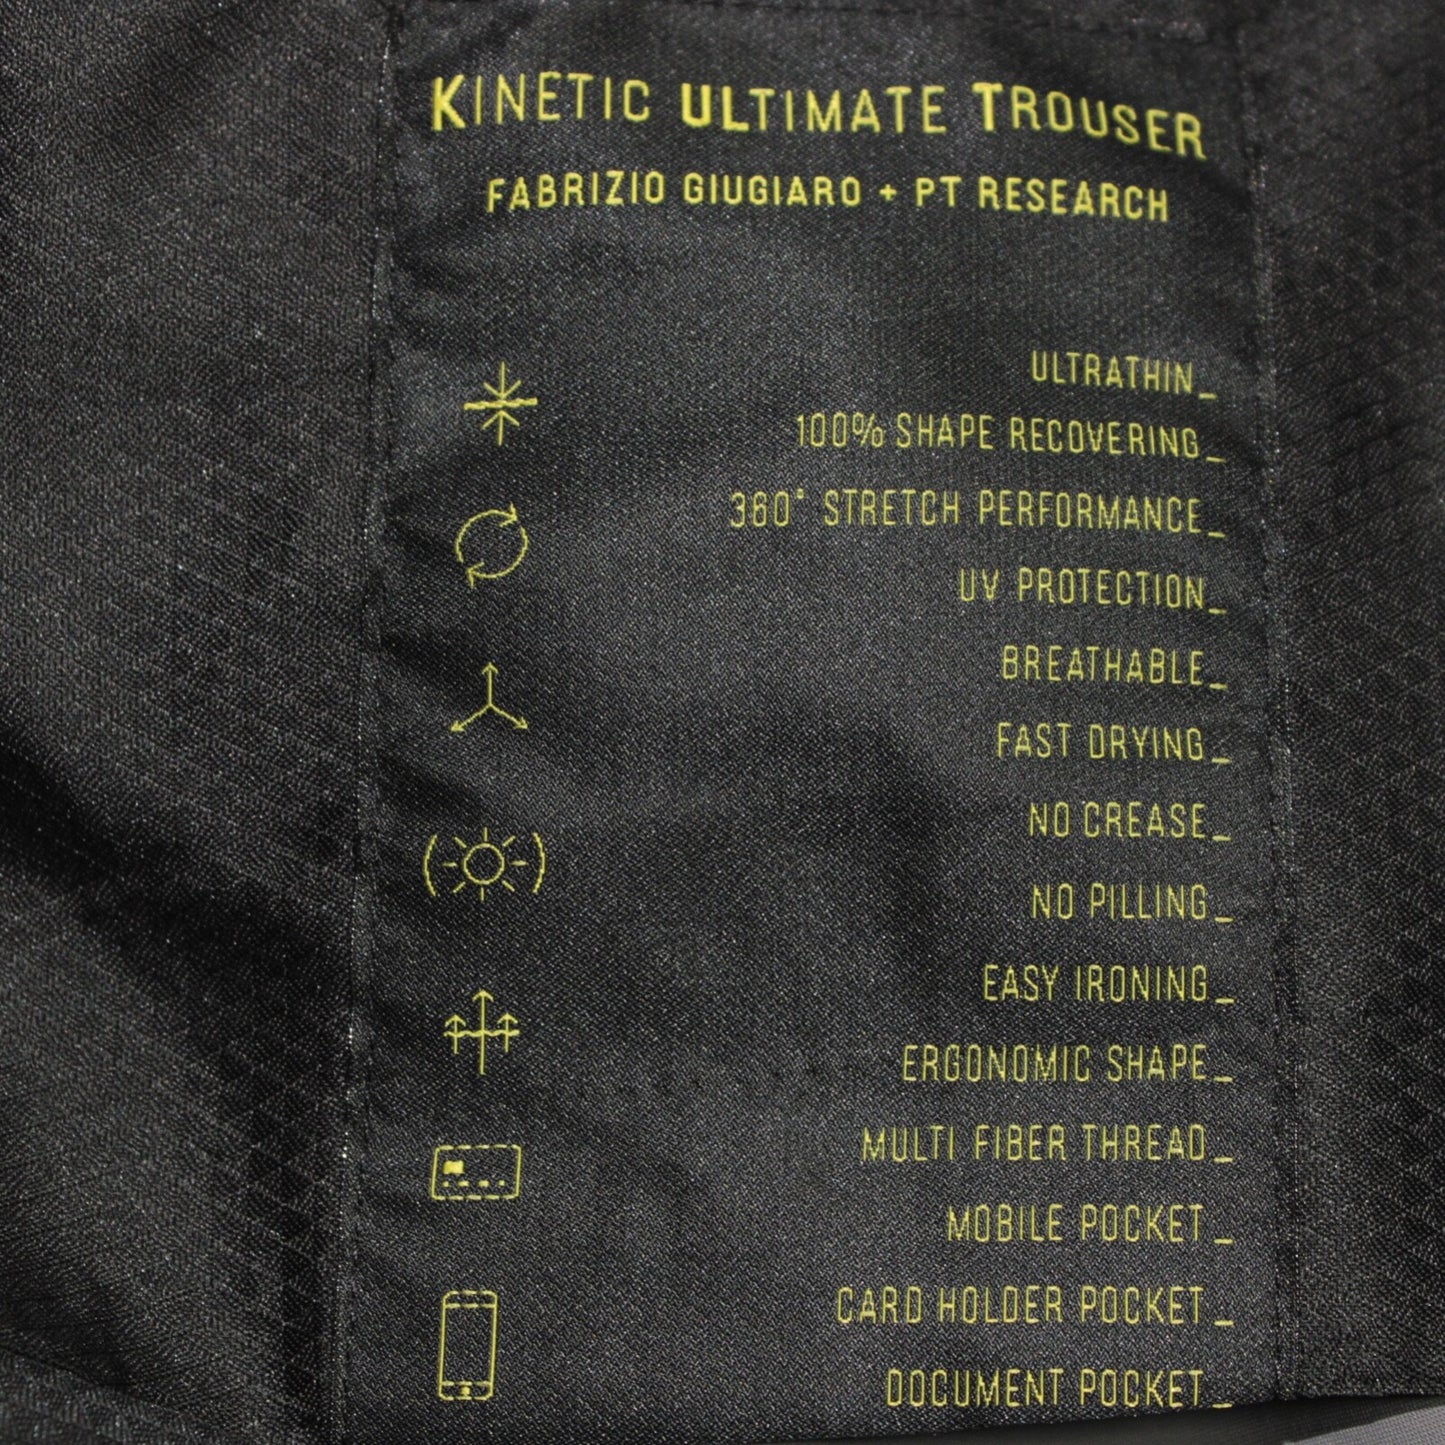 KINETIC ULTIMATE TROUSER
FABRIZIO GIUGIARO + PT RESEARCH
ULTRATHIN_
100% SHAPE RECOVERING_
360° STRETCH PERFORMANCE_
UV PROTECTION_
BREATHABLE_
FAST DRYING_
NO CREASE_
NO PILLING_
EASY IRONING_
ERGONOMIC SHAPE_
MULTI FIBER THREAD_
MOBILE POCKET_
CARD HOLDER POCKET_
DOCUMENT POCKET_